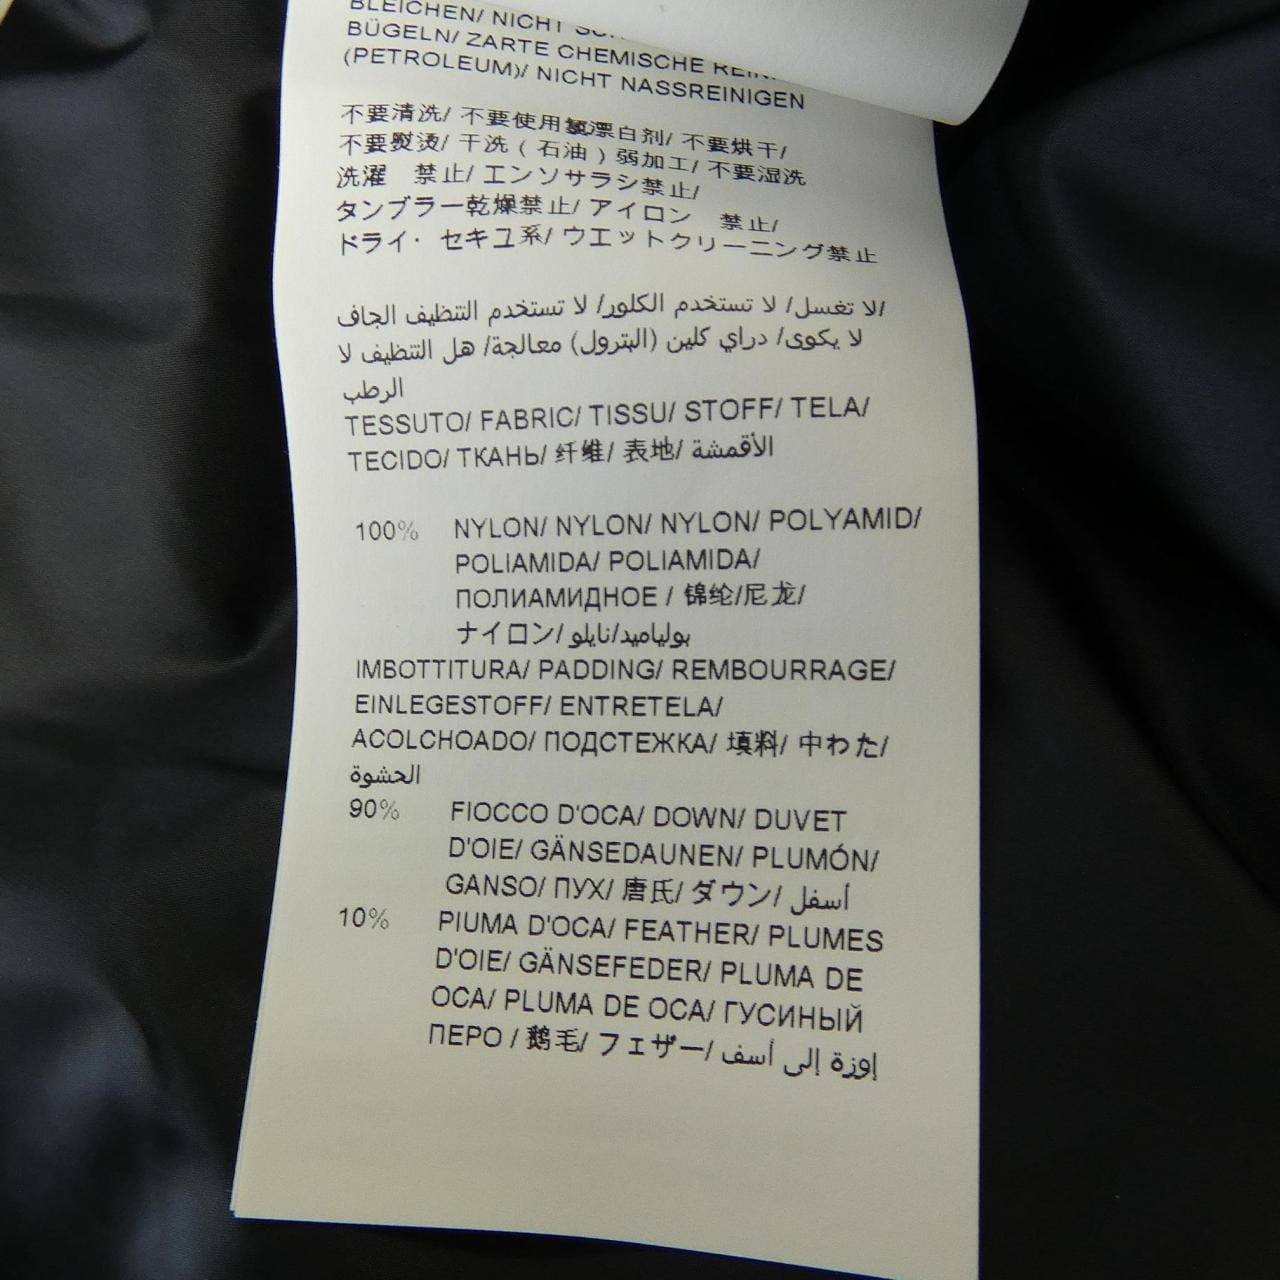 BLEICHEN/ NICHT
BÜGELN/ ZARTE CHEMISCHE
(PETROLEUM)/ NICHT NASSREINIGEN
不要清洗/ 不要使用氯漂白剂/ 不要烘干/
不要熨烫/ 干洗 ( 石油 ) 弱加工/ 不要湿洗
洗濯 禁止/ エンソサラシ禁止/
タンブラー乾燥禁止/ アイロン 禁止/
ドライ· セキユ系/ ウエットクリーニング禁止
لا تغسل/ لا تستخدم الكلور/ لا تستخدم التنظيف الجاف/
لا يكوى/ دراي كلين (البترول) معالجة/ هل التنظيف لا
الرطب
TESSUTO/ FABRIC/ TISSU/ STOFF/ TELA/
TECIDO/ ТКАНЬ/ 纤维/ 表地/ الأقمشة
100% NYLON/ NYLON/ NYLON/ POLYAMID/
POLIAMIDA/ POLIAMIDA/
ПОЛИАМИДНОЕ / 锦纶/尼龙/
ナイロン/ بولياميد/نايلو
IMBOTTITURA/ PADDING/ REMBOURRAGE/
EINLEGESTOFF/ ENTRETELA/
ACOLCHOADO/ ПОДСТЕЖКА/ 填料/ 中わた/
الحشوة
90% FIOCCO D'OCA/ DOWN/ DUVET
D'OIE/ GÄNSEDAUNEN/ PLUMÓN/
GANSO/ ПУХ/ 唐氏/ ダウン/ أسفل
10% PIUMA D'OCA/ FEATHER/ PLUMES
D'OIE/ GÄNSEFEDER/ PLUMA DE
OCA/ PLUMA DE OCA/ ГУСИНЫЙ
ПЕРО / 鹅毛/ フェザー/ إوزة إلى أسف